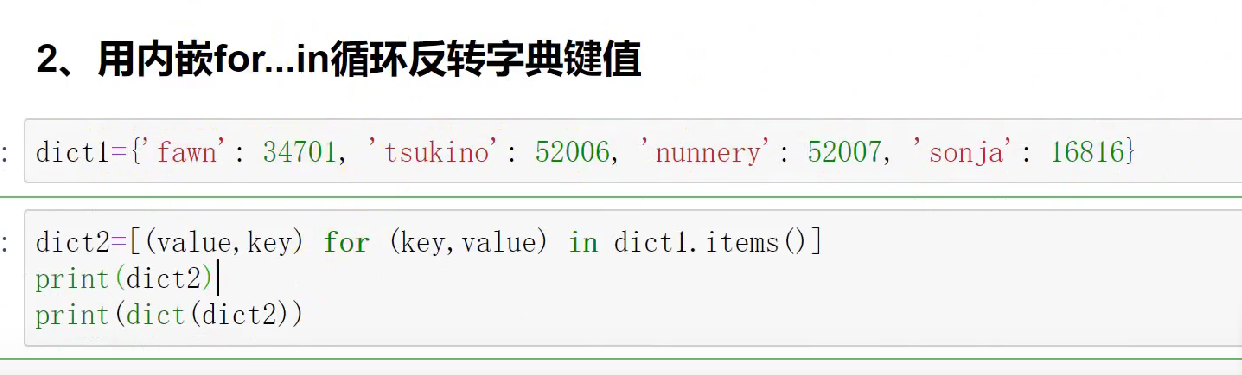 2、用内嵌for...in循环反转字典键值
: dict1={'fawn': 34701, 'tsukino': 52006, 'nunnery': 52007, 'sonja': 16816}
: dict2=[(value,key) for (key,value) in dict1.items()]
print(dict2)
print(dict(dict2))